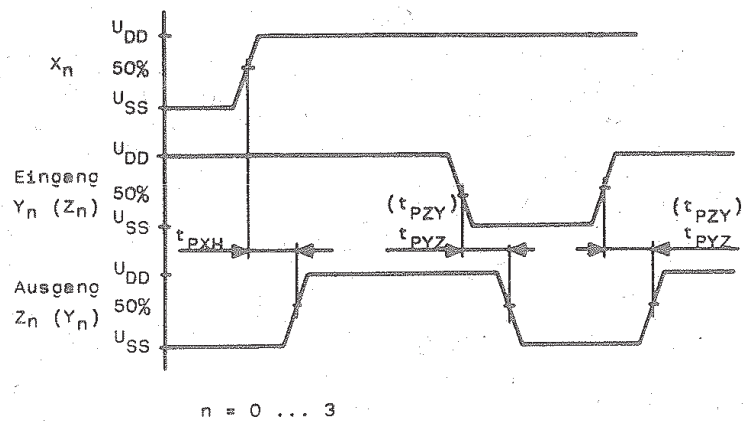 U_DD
X_n 50%
U_SS
U_DD
Eingang 50% (t_PZY) (t_PZY)
Y_n (Z_n) U_SS t_PYZ t_PYZ
t_PXH
U_DD
Ausgang 50%
Z_n (Y_n)
U_SS
n = 0 ... 3